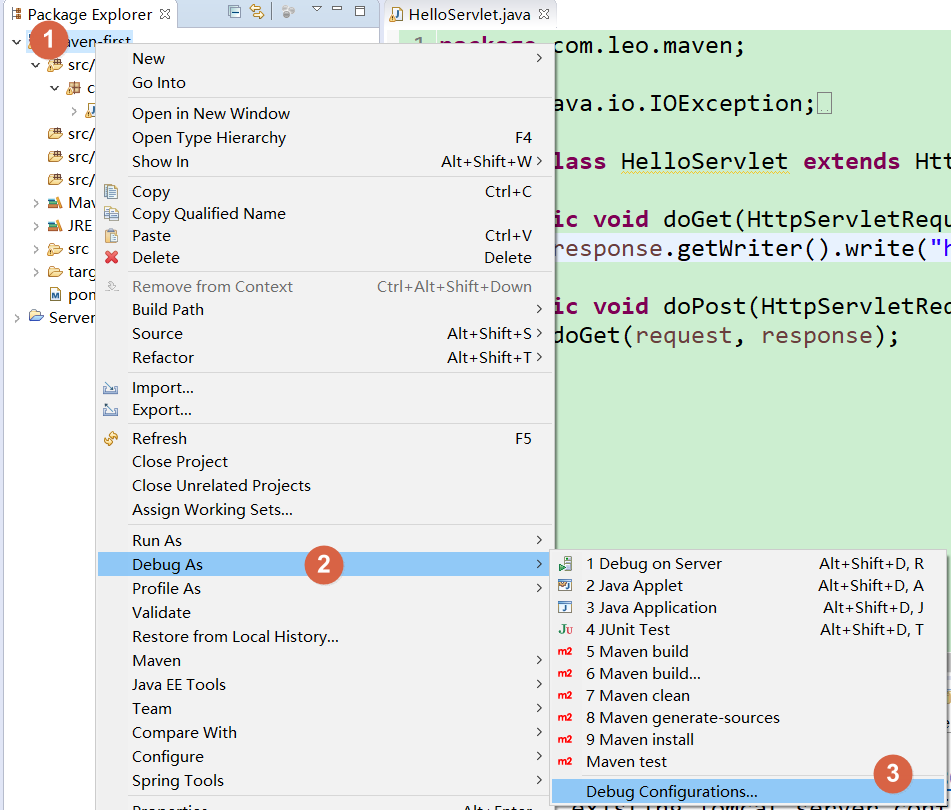 Package Explorer
HelloServlet.java
1
aven-first
src/
c
src/
src/
src/
Mav
JRE
src
targ
pom
Server
1
package com.leo.maven;
ava.io.IOException;
lass HelloServlet extends Htt
ic void doGet(HttpServletRequ
response.getWriter().write("h
ic void doPost(HttpServletReq
doGet(request, response);
New
Go Into
Open in New Window
Open Type Hierarchy F4
Show In Alt+Shift+W
Copy Ctrl+C
Copy Qualified Name
Paste Ctrl+V
Delete Delete
Remove from Context Ctrl+Alt+Shift+Down
Build Path
Source Alt+Shift+S
Refactor Alt+Shift+T
Import...
Export...
Refresh F5
Close Project
Close Unrelated Projects
Assign Working Sets...
Run As
Debug As 2
Profile As
Validate
Restore from Local History...
Maven
Java EE Tools
Team
Compare With
Configure
Spring Tools
Properties Alt+Enter
1 Debug on Server Alt+Shift+D, R
2 Java Applet Alt+Shift+D, A
3 Java Application Alt+Shift+D, J
Ju 4 JUnit Test Alt+Shift+D, T
m2 5 Maven build
m2 6 Maven build...
m2 7 Maven clean
m2 8 Maven generate-sources
m2 9 Maven install
m2 Maven test
3
Debug Configurations...